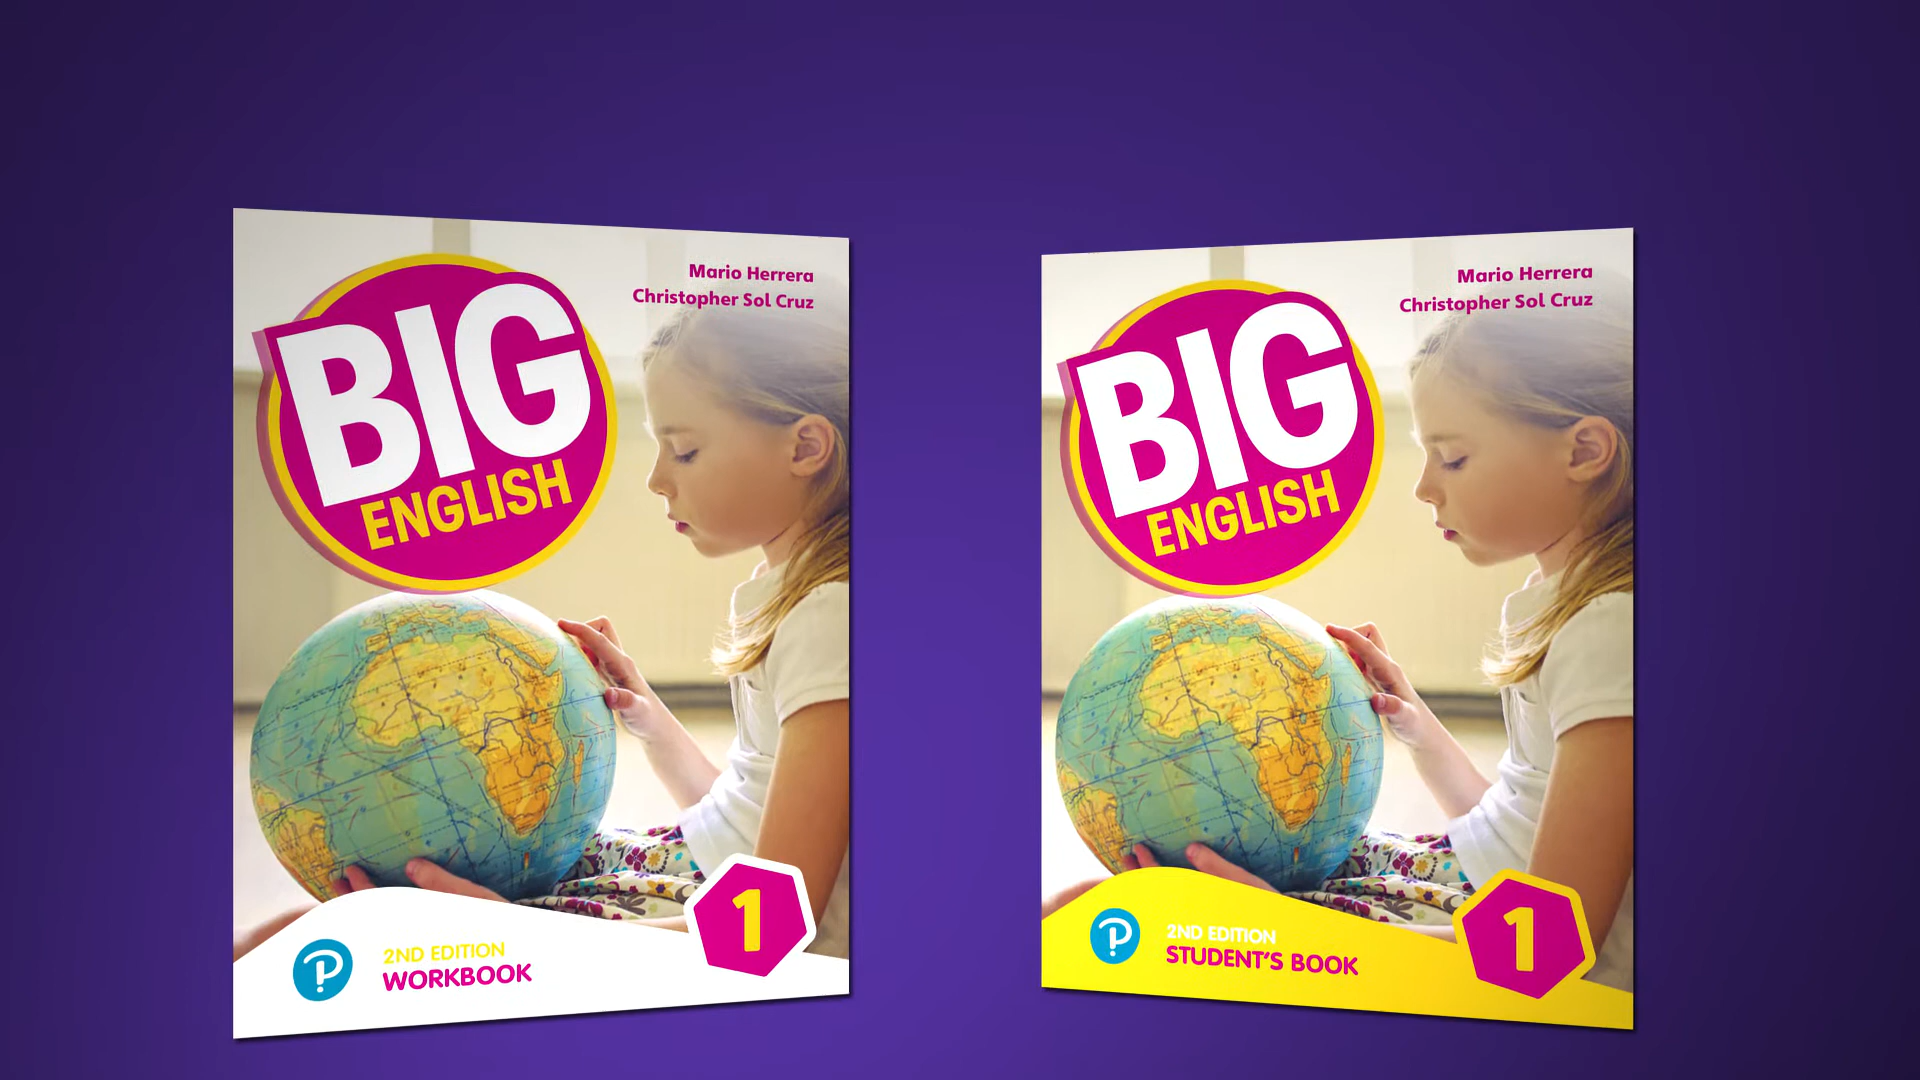 Mario Herrera
Christopher Sol Cruz
BIG
ENGLISH
1
2ND EDITION
WORKBOOK
Mario Herrera
Christopher Sol Cruz
BIG
ENGLISH
1
2ND EDITION
STUDENT'S BOOK